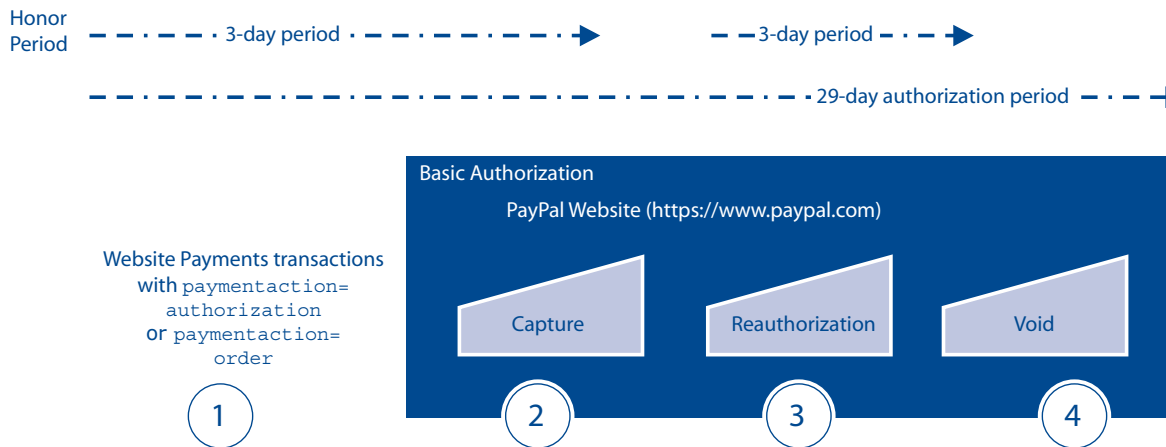 Honor
Period
3-day period
3-day period
29-day authorization period
Basic Authorization
PayPal Website (https://www.paypal.com)
Website Payments transactions
with paymentaction=
authorization
or paymentaction=
order
Capture
Reauthorization
Void
1
2
3
4